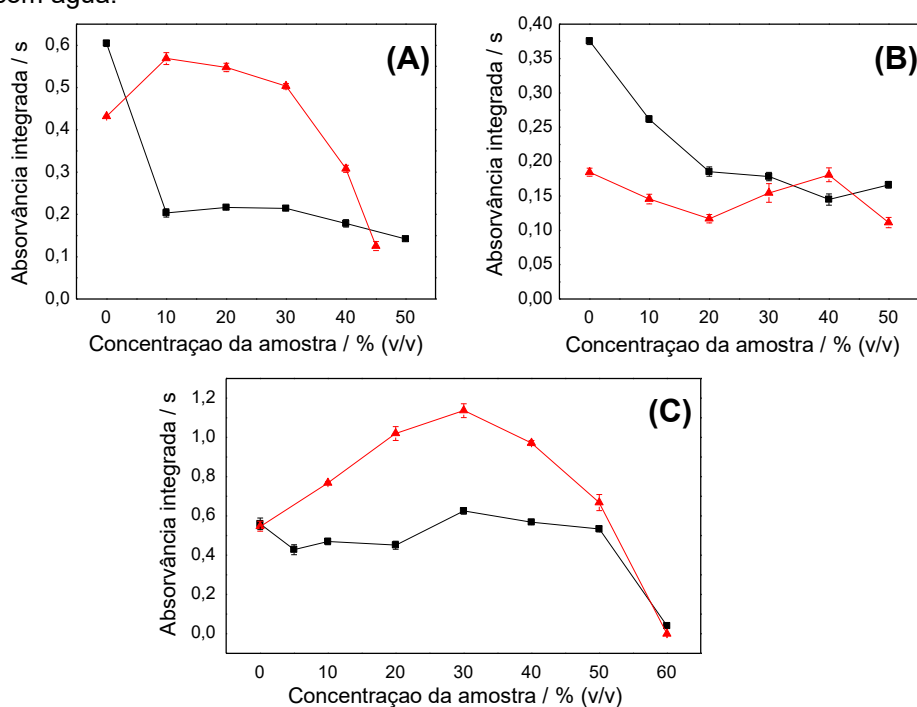 com água.
(A)
Absorvância integrada / s
0,6
0,5
0,4
0,3
0,2
0,1
0,0
0 10 20 30 40 50
Concentraçao da amostra / % (v/v)
(B)
Absorvância integrada / s
0,40
0,35
0,30
0,25
0,20
0,15
0,10
0,05
0,00
0 10 20 30 40 50
Concentraçao da amostra / % (v/v)
(C)
Absorvância integrada / s
1,2
1,0
0,8
0,6
0,4
0,2
0,0
0 10 20 30 40 50 60
Concentraçao da amostra / % (v/v)